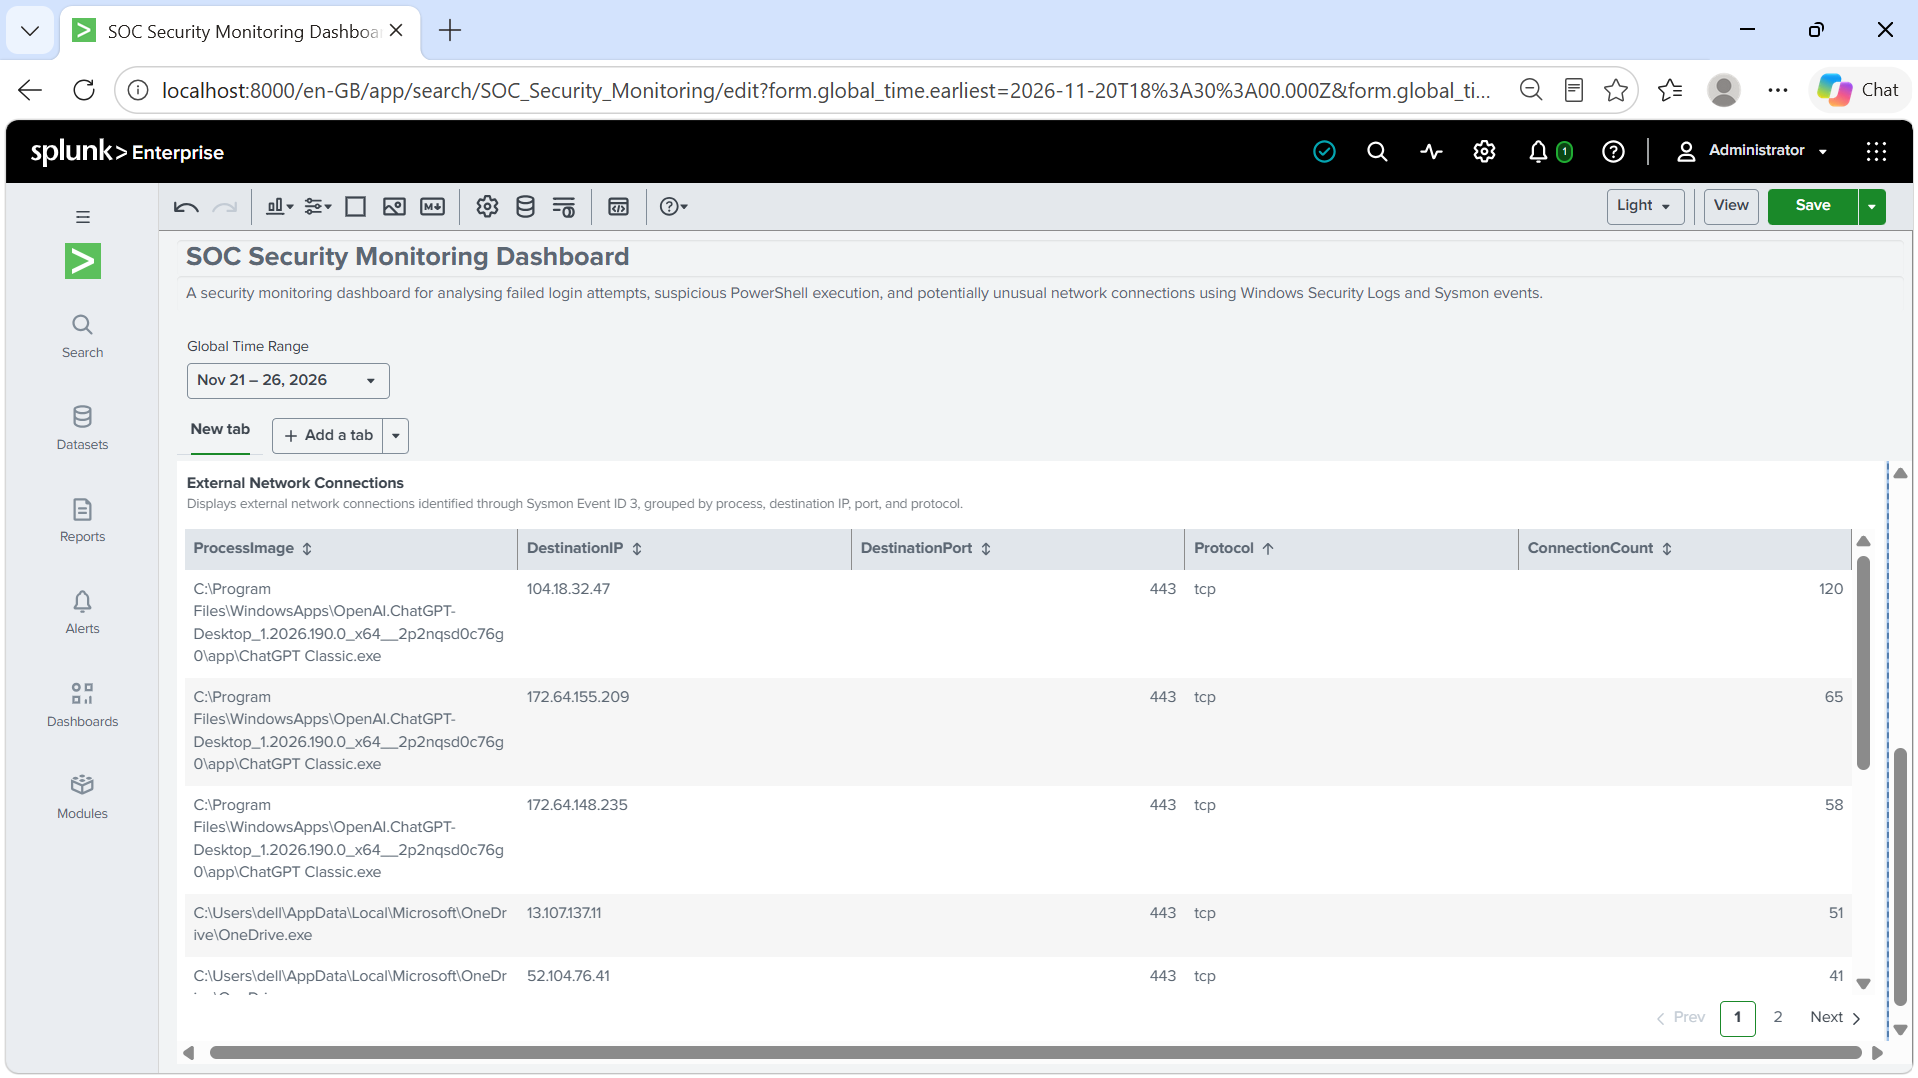 SOC Security Monitoring Dashboa
localhost:8000/en-GB/app/search/SOC_Security_Monitoring/edit?form.global_time.earliest=2026-11-20T18%3A30%3A00.000Z&form.global_ti...
Chat
splunk> Enterprise
1
Administrator
Light
View
Save
SOC Security Monitoring Dashboard
A security monitoring dashboard for analysing failed login attempts, suspicious PowerShell execution, and potentially unusual network connections using Windows Security Logs and Sysmon events.
Search
Datasets
Reports
Alerts
Dashboards
Modules
Global Time Range
Nov 21 – 26, 2026
New tab
+ Add a tab
External Network Connections
Displays external network connections identified through Sysmon Event ID 3, grouped by process, destination IP, port, and protocol.
ProcessImage DestinationIP DestinationPort Protocol ConnectionCount
C:\Program 104.18.32.47 443 tcp 120
Files\WindowsApps\OpenAI.ChatGPT-
Desktop_1.2026.190.0_x64__2p2nqsd0c76g
0\app\ChatGPT Classic.exe
C:\Program 172.64.155.209 443 tcp 65
Files\WindowsApps\OpenAI.ChatGPT-
Desktop_1.2026.190.0_x64__2p2nqsd0c76g
0\app\ChatGPT Classic.exe
C:\Program 172.64.148.235 443 tcp 58
Files\WindowsApps\OpenAI.ChatGPT-
Desktop_1.2026.190.0_x64__2p2nqsd0c76g
0\app\ChatGPT Classic.exe
C:\Users\dell\AppData\Local\Microsoft\OneDr 13.107.137.11 443 tcp 51
ive\OneDrive.exe
C:\Users\dell\AppData\Local\Microsoft\OneDr 52.104.76.41 443 tcp 41
Prev 1 2 Next